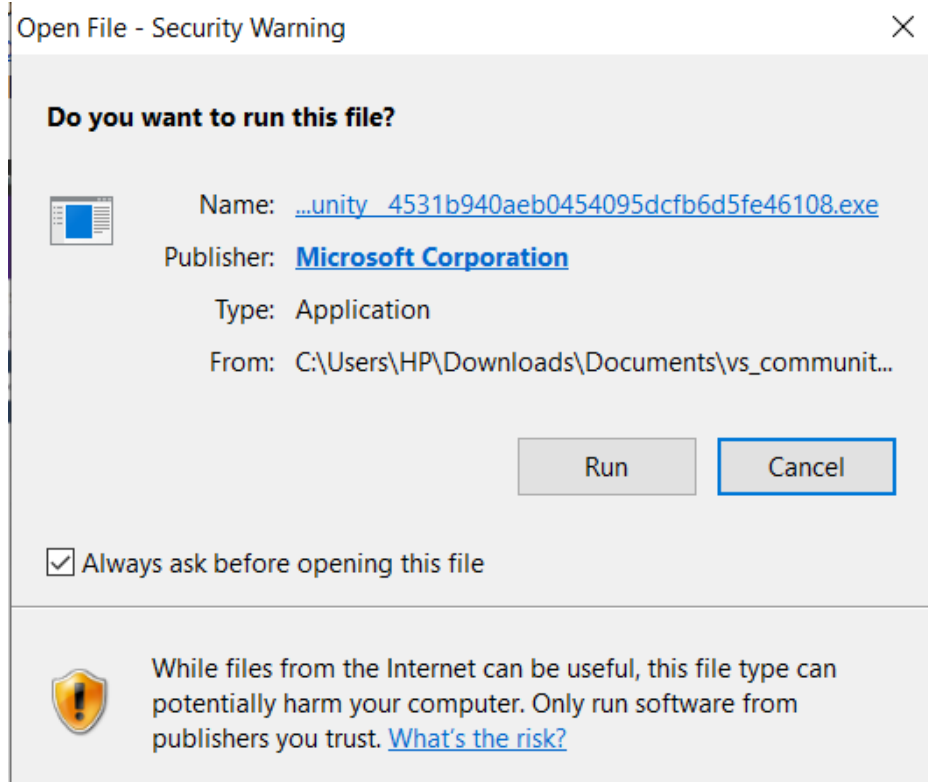 Open File - Security Warning
Do you want to run this file?
Name: ...unity_4531b940aeb0454095dcfb6d5fe46108.exe
Publisher: Microsoft Corporation
Type: Application
From: C:\Users\HP\Downloads\Documents\vs_communit...
Run Cancel
Always ask before opening this file
While files from the Internet can be useful, this file type can
potentially harm your computer. Only run software from
publishers you trust. What's the risk?